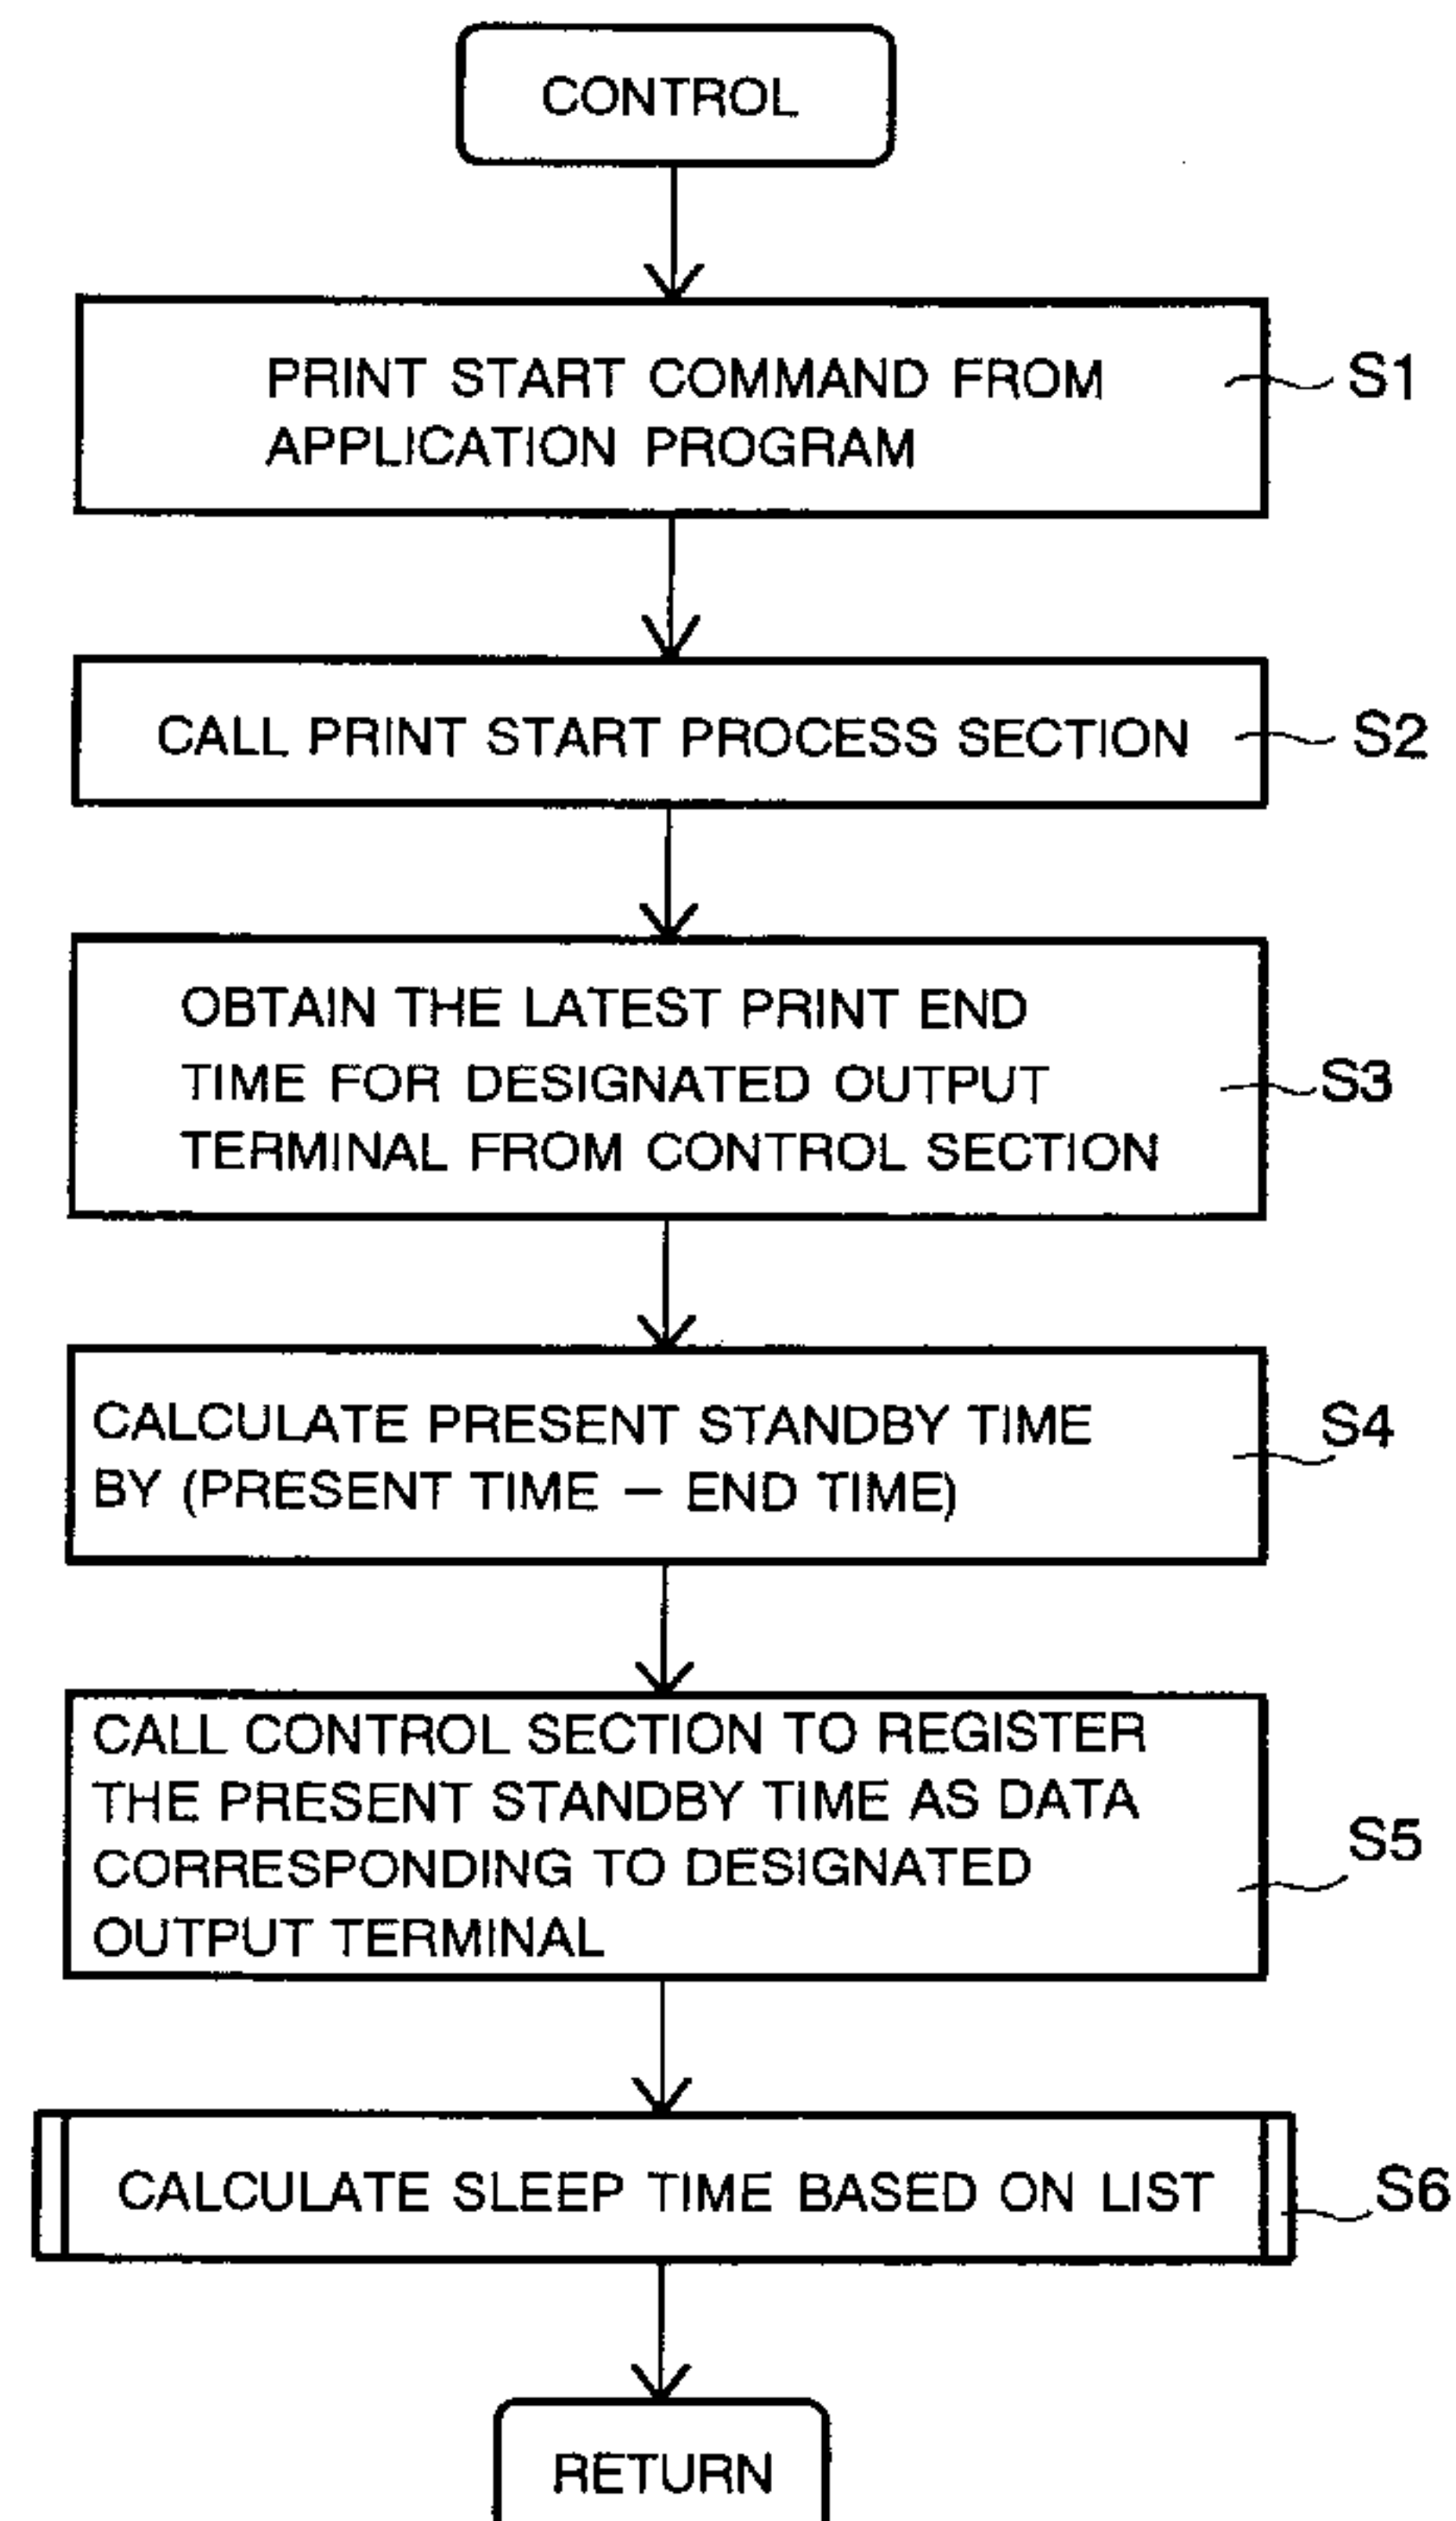 CONTROL
PRINT START COMMAND FROM
APPLICATION PROGRAM
S1
CALL PRINT START PROCESS SECTION
S2
OBTAIN THE LATEST PRINT END
TIME FOR DESIGNATED OUTPUT
TERMINAL FROM CONTROL SECTION
S3
CALCULATE PRESENT STANDBY TIME
BY (PRESENT TIME — END TIME)
S4
CALL CONTROL SECTION TO REGISTER
THE PRESENT STANDBY TIME AS DATA
CORRESPONDING TO DESIGNATED
OUTPUT TERMINAL
S5
CALCULATE SLEEP TIME BASED ON LIST
S6
RETURN